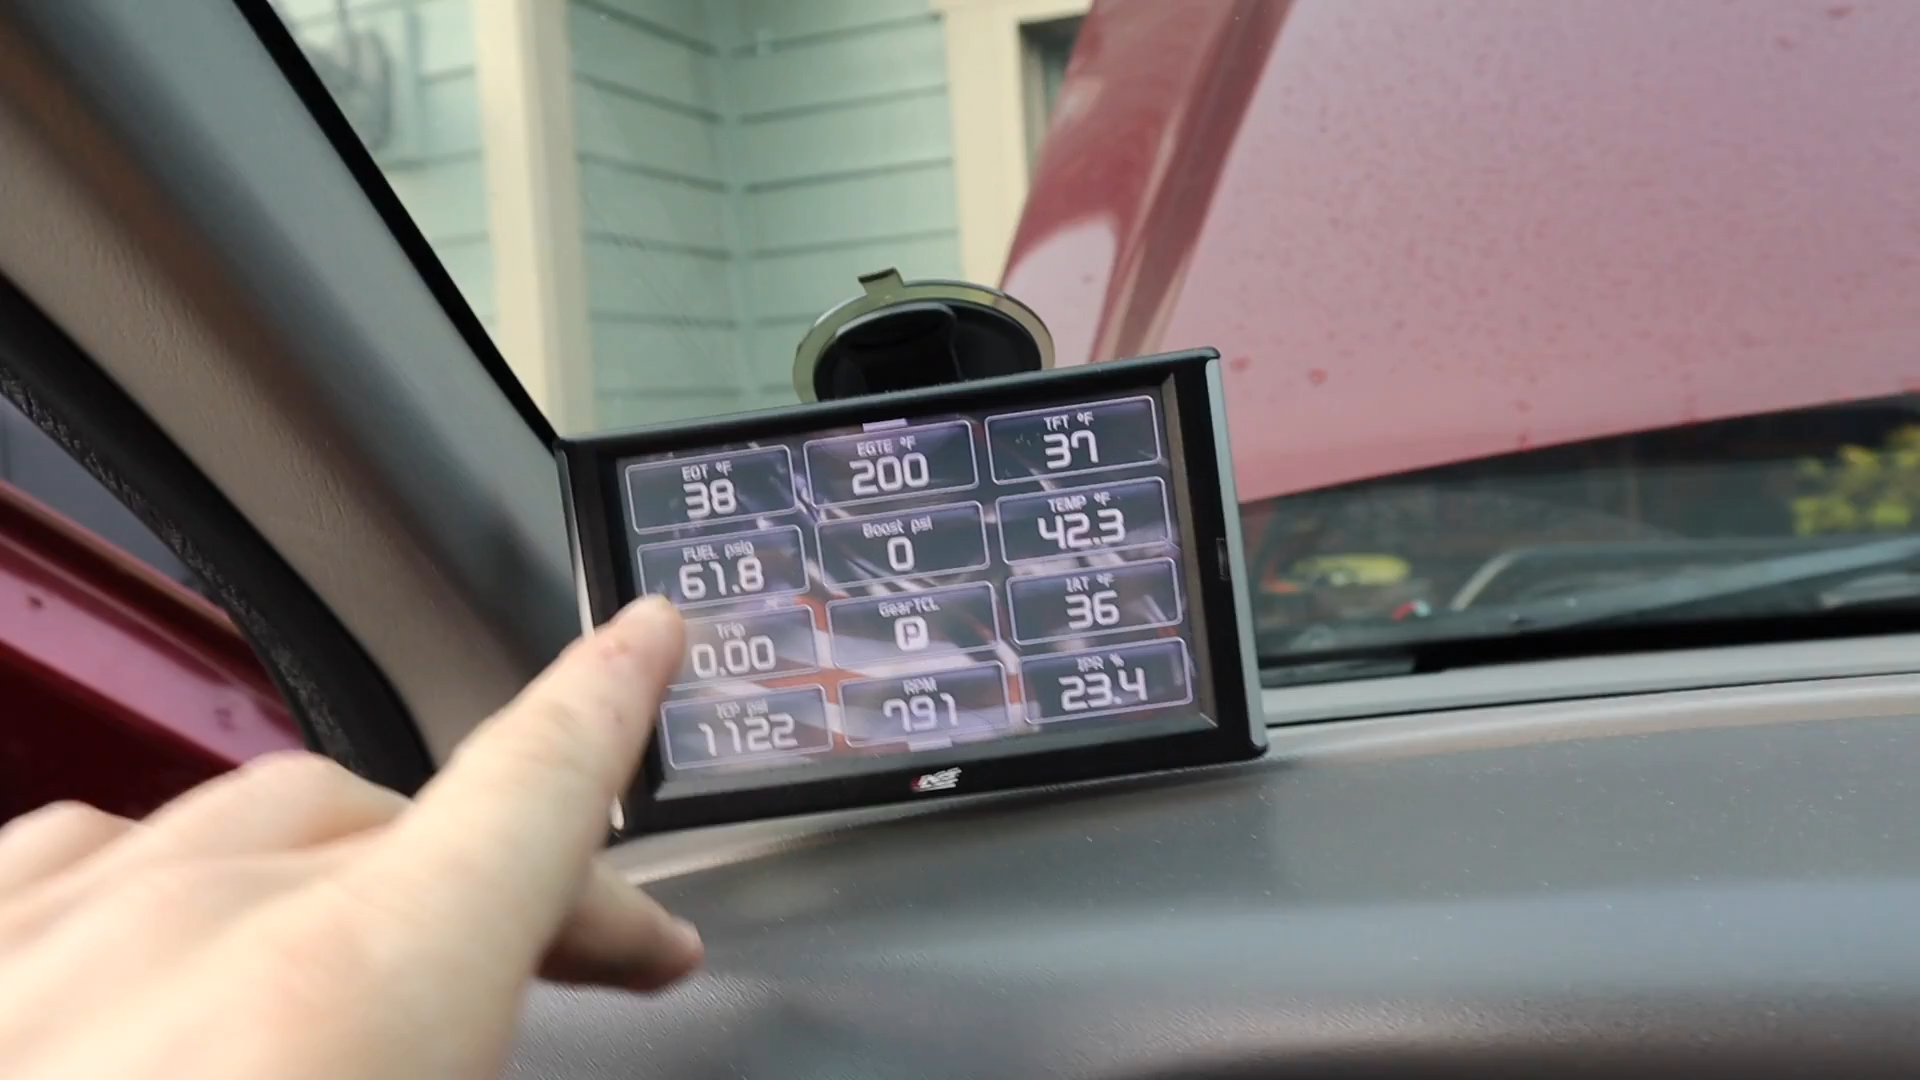 EOT °F
38
EGTE °F
200
TFT °F
37
FUEL psig
61.8
Boost psi
0
TEMP °F
42.3
Trip
0.00
GearTCL
P
IAT °F
36
ICP psi
1122
RPM
791
IPR %
23.4